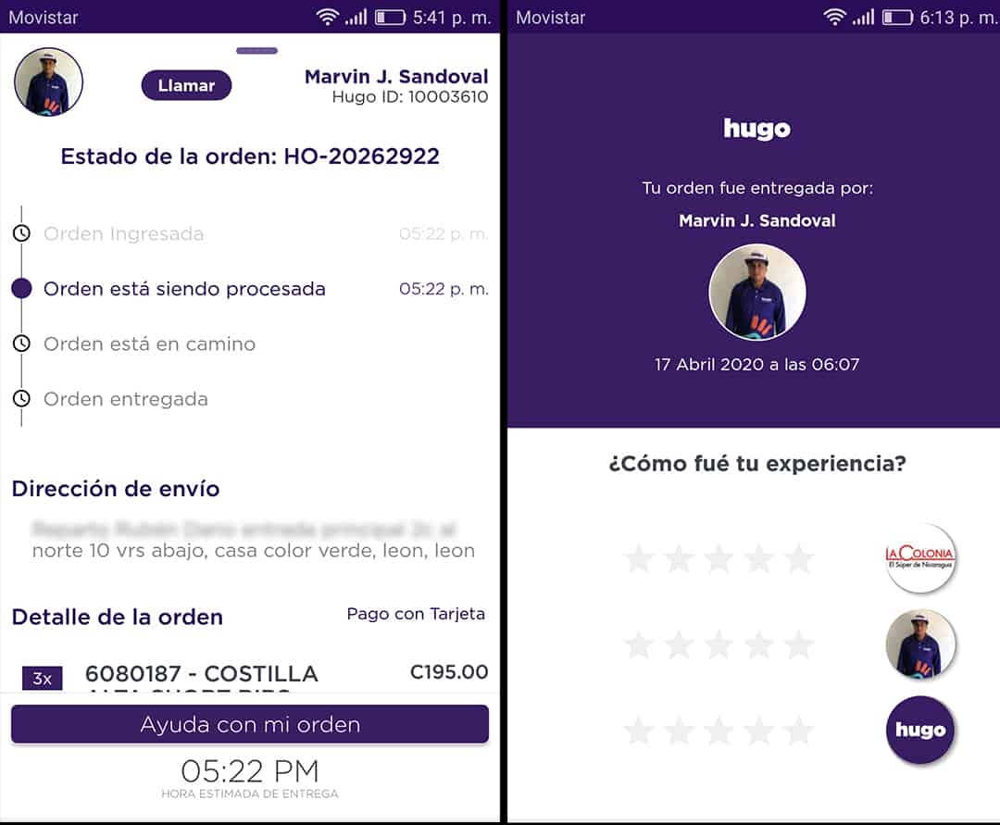 Movistar
5:41 p. m.
Llamar
Marvin J. Sandoval
Hugo ID: 10003610
Estado de la orden: HO-20262922
Orden Ingresada
05:22 p. m.
Orden está siendo procesada
05:22 p. m.
Orden está en camino
Orden entregada
Dirección de envío
norte 10 vrs abajo, casa color verde, leon, leon
Detalle de la orden
Pago con Tarjeta
3x
6080187 - COSTILLA
C195.00
Ayuda con mi orden
05:22 PM
HORA ESTIMADA DE ENTREGA
Movistar
6:13 p. m.
hugo
Tu orden fue entregada por:
Marvin J. Sandoval
17 Abril 2020 a las 06:07
¿Cómo fué tu experiencia?
LA COLONIA
El Súper de Nicaragua
hugo